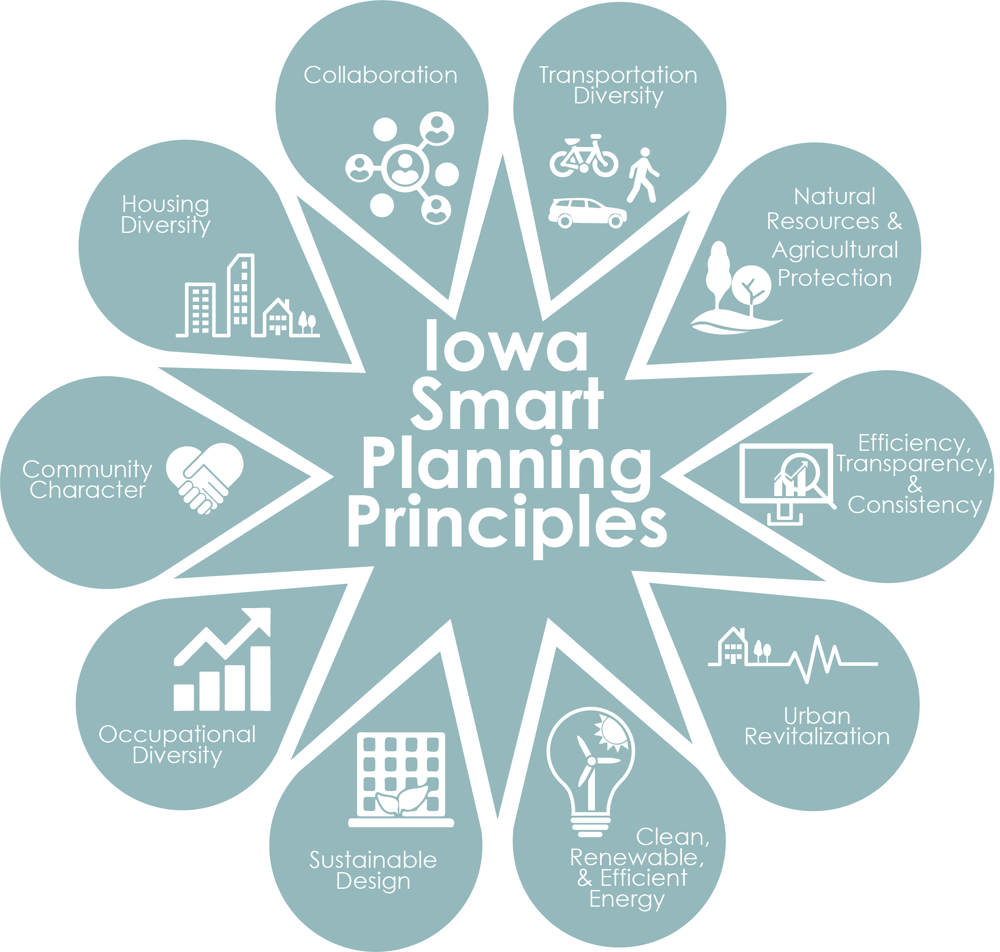 Collaboration
Transportation
Diversity
Housing
Diversity
Natural
Resources &
Agricultural
Protection
Iowa
Smart
Planning
Principles
Community
Character
Efficiency,
Transparency,
&
Consistency
Occupational
Diversity
Urban
Revitalization
Sustainable
Design
Clean,
Renewable,
& Efficient
Energy